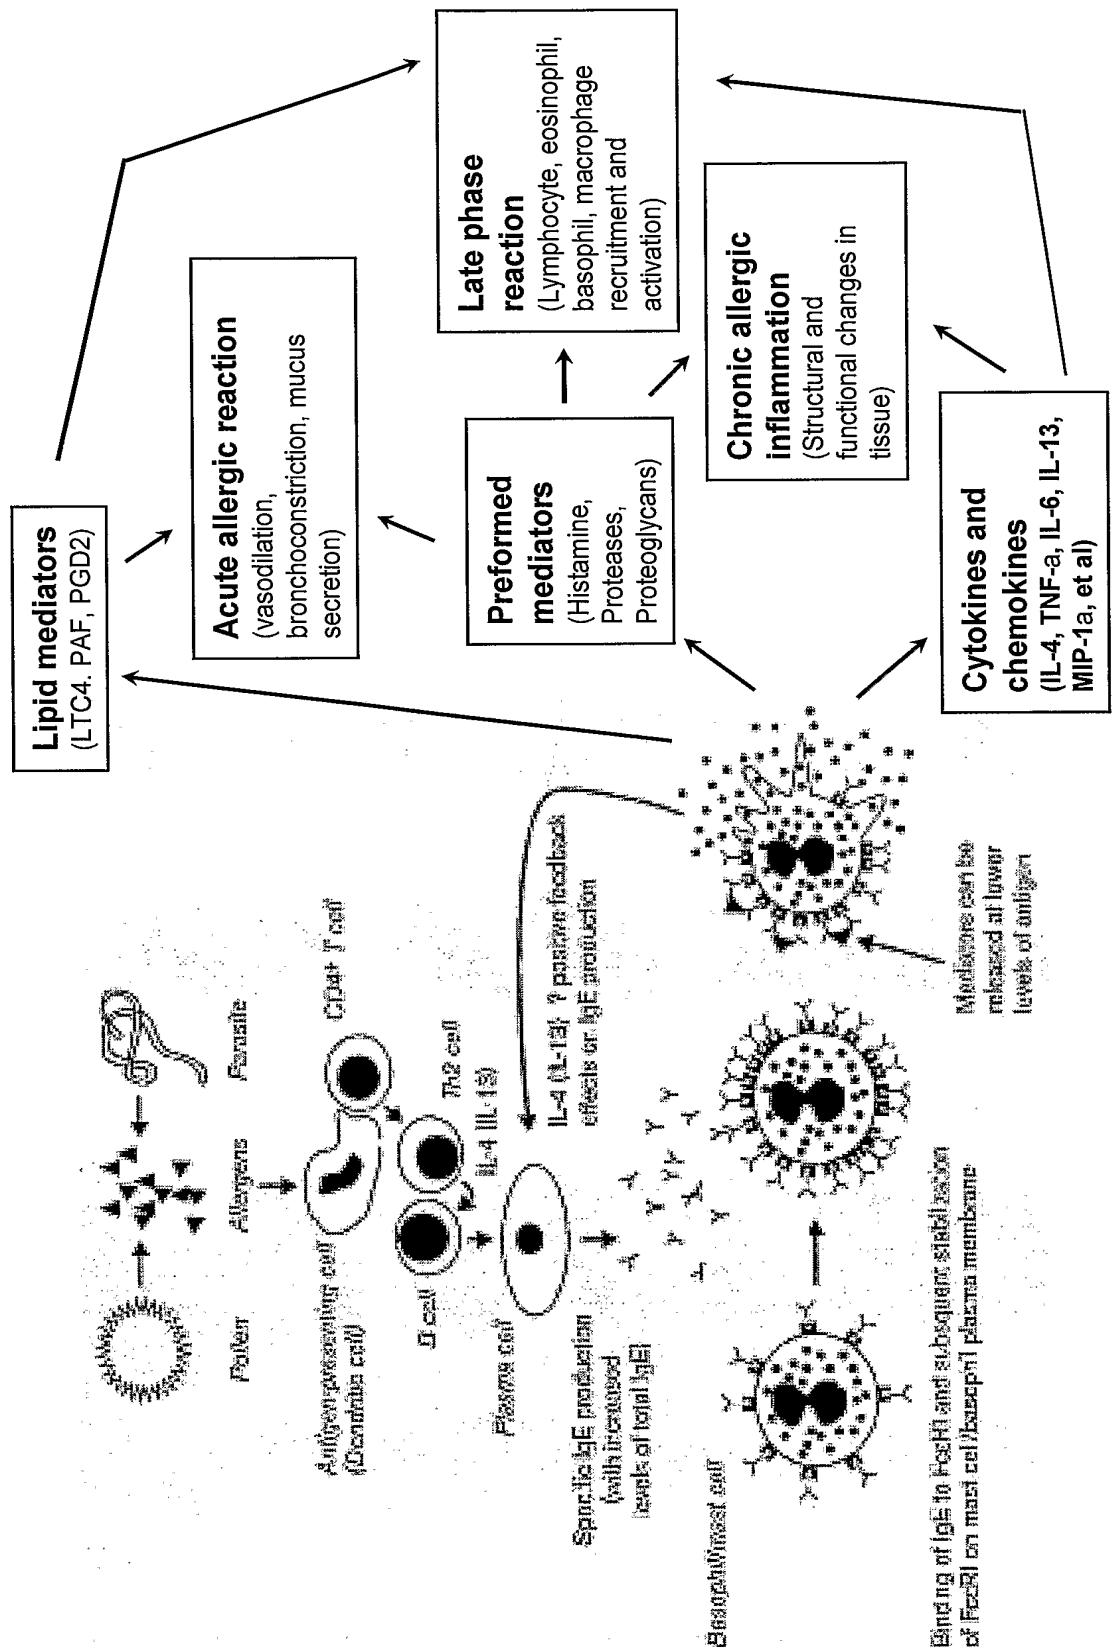 Pollen
Allergens
Parasite
Antigen-presenting cell
(Dendritic cell)
CD4+ T cell
B cell
Th2 cell
IL-4 (IL-13)
Plasma cell
IL-4 (IL-13) ? positive feedback
effects on IgE production
Specific IgE production
(with increased
levels of total IgE)
Basophil/mast cell
Binding of IgE to FcεRI and subsequent stabilization
of FcεRI on mast cell/basophil plasma membrane
Mediators can be
released at lower
levels of antigen
Lipid mediators
(LTC4. PAF, PGD2)
Acute allergic reaction
(vasodilation,
bronchoconstriction, mucus
secretion)
Preformed
mediators
(Histamine,
Proteases,
Proteoglycans)
Late phase
reaction
(Lymphocyte, eosinophil,
basophil, macrophage
recruitment and
activation)
Chronic allergic
inflammation
(Structural and
functional changes in
tissue)
Cytokines and
chemokines
(IL-4, TNF-a, IL-6, IL-13,
MIP-1a, et al)